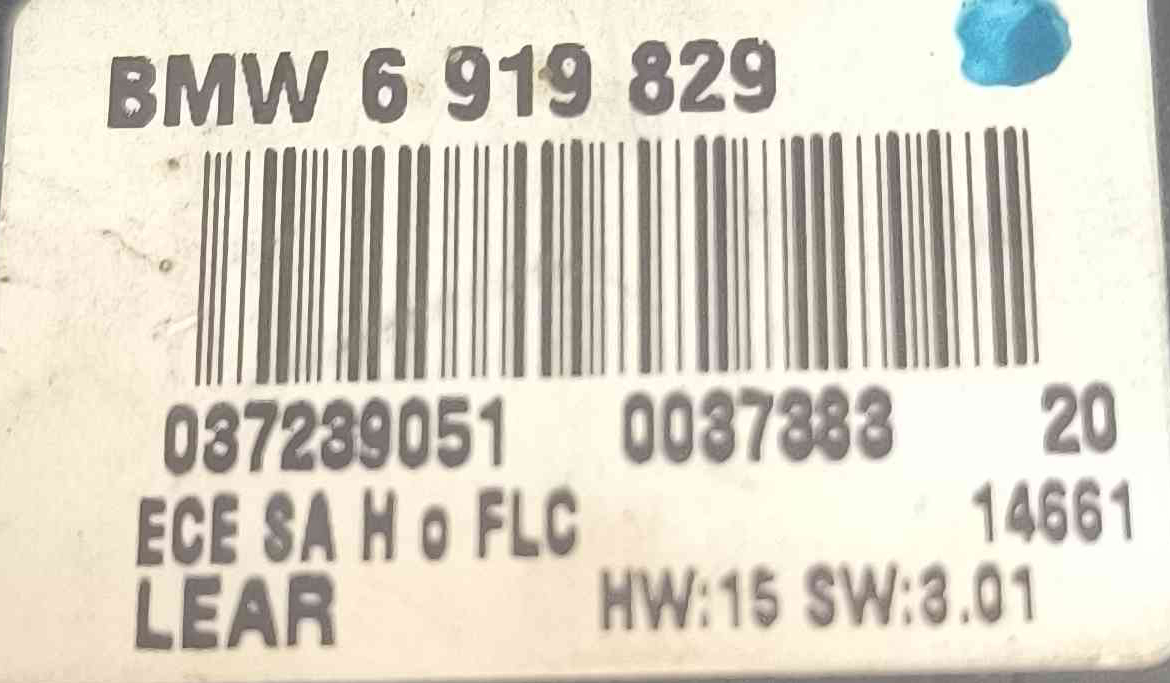 BMW 6 919 829
037239051 0037383 20
ECE SA H o FLC 14661
LEAR HW:15 SW:3.01